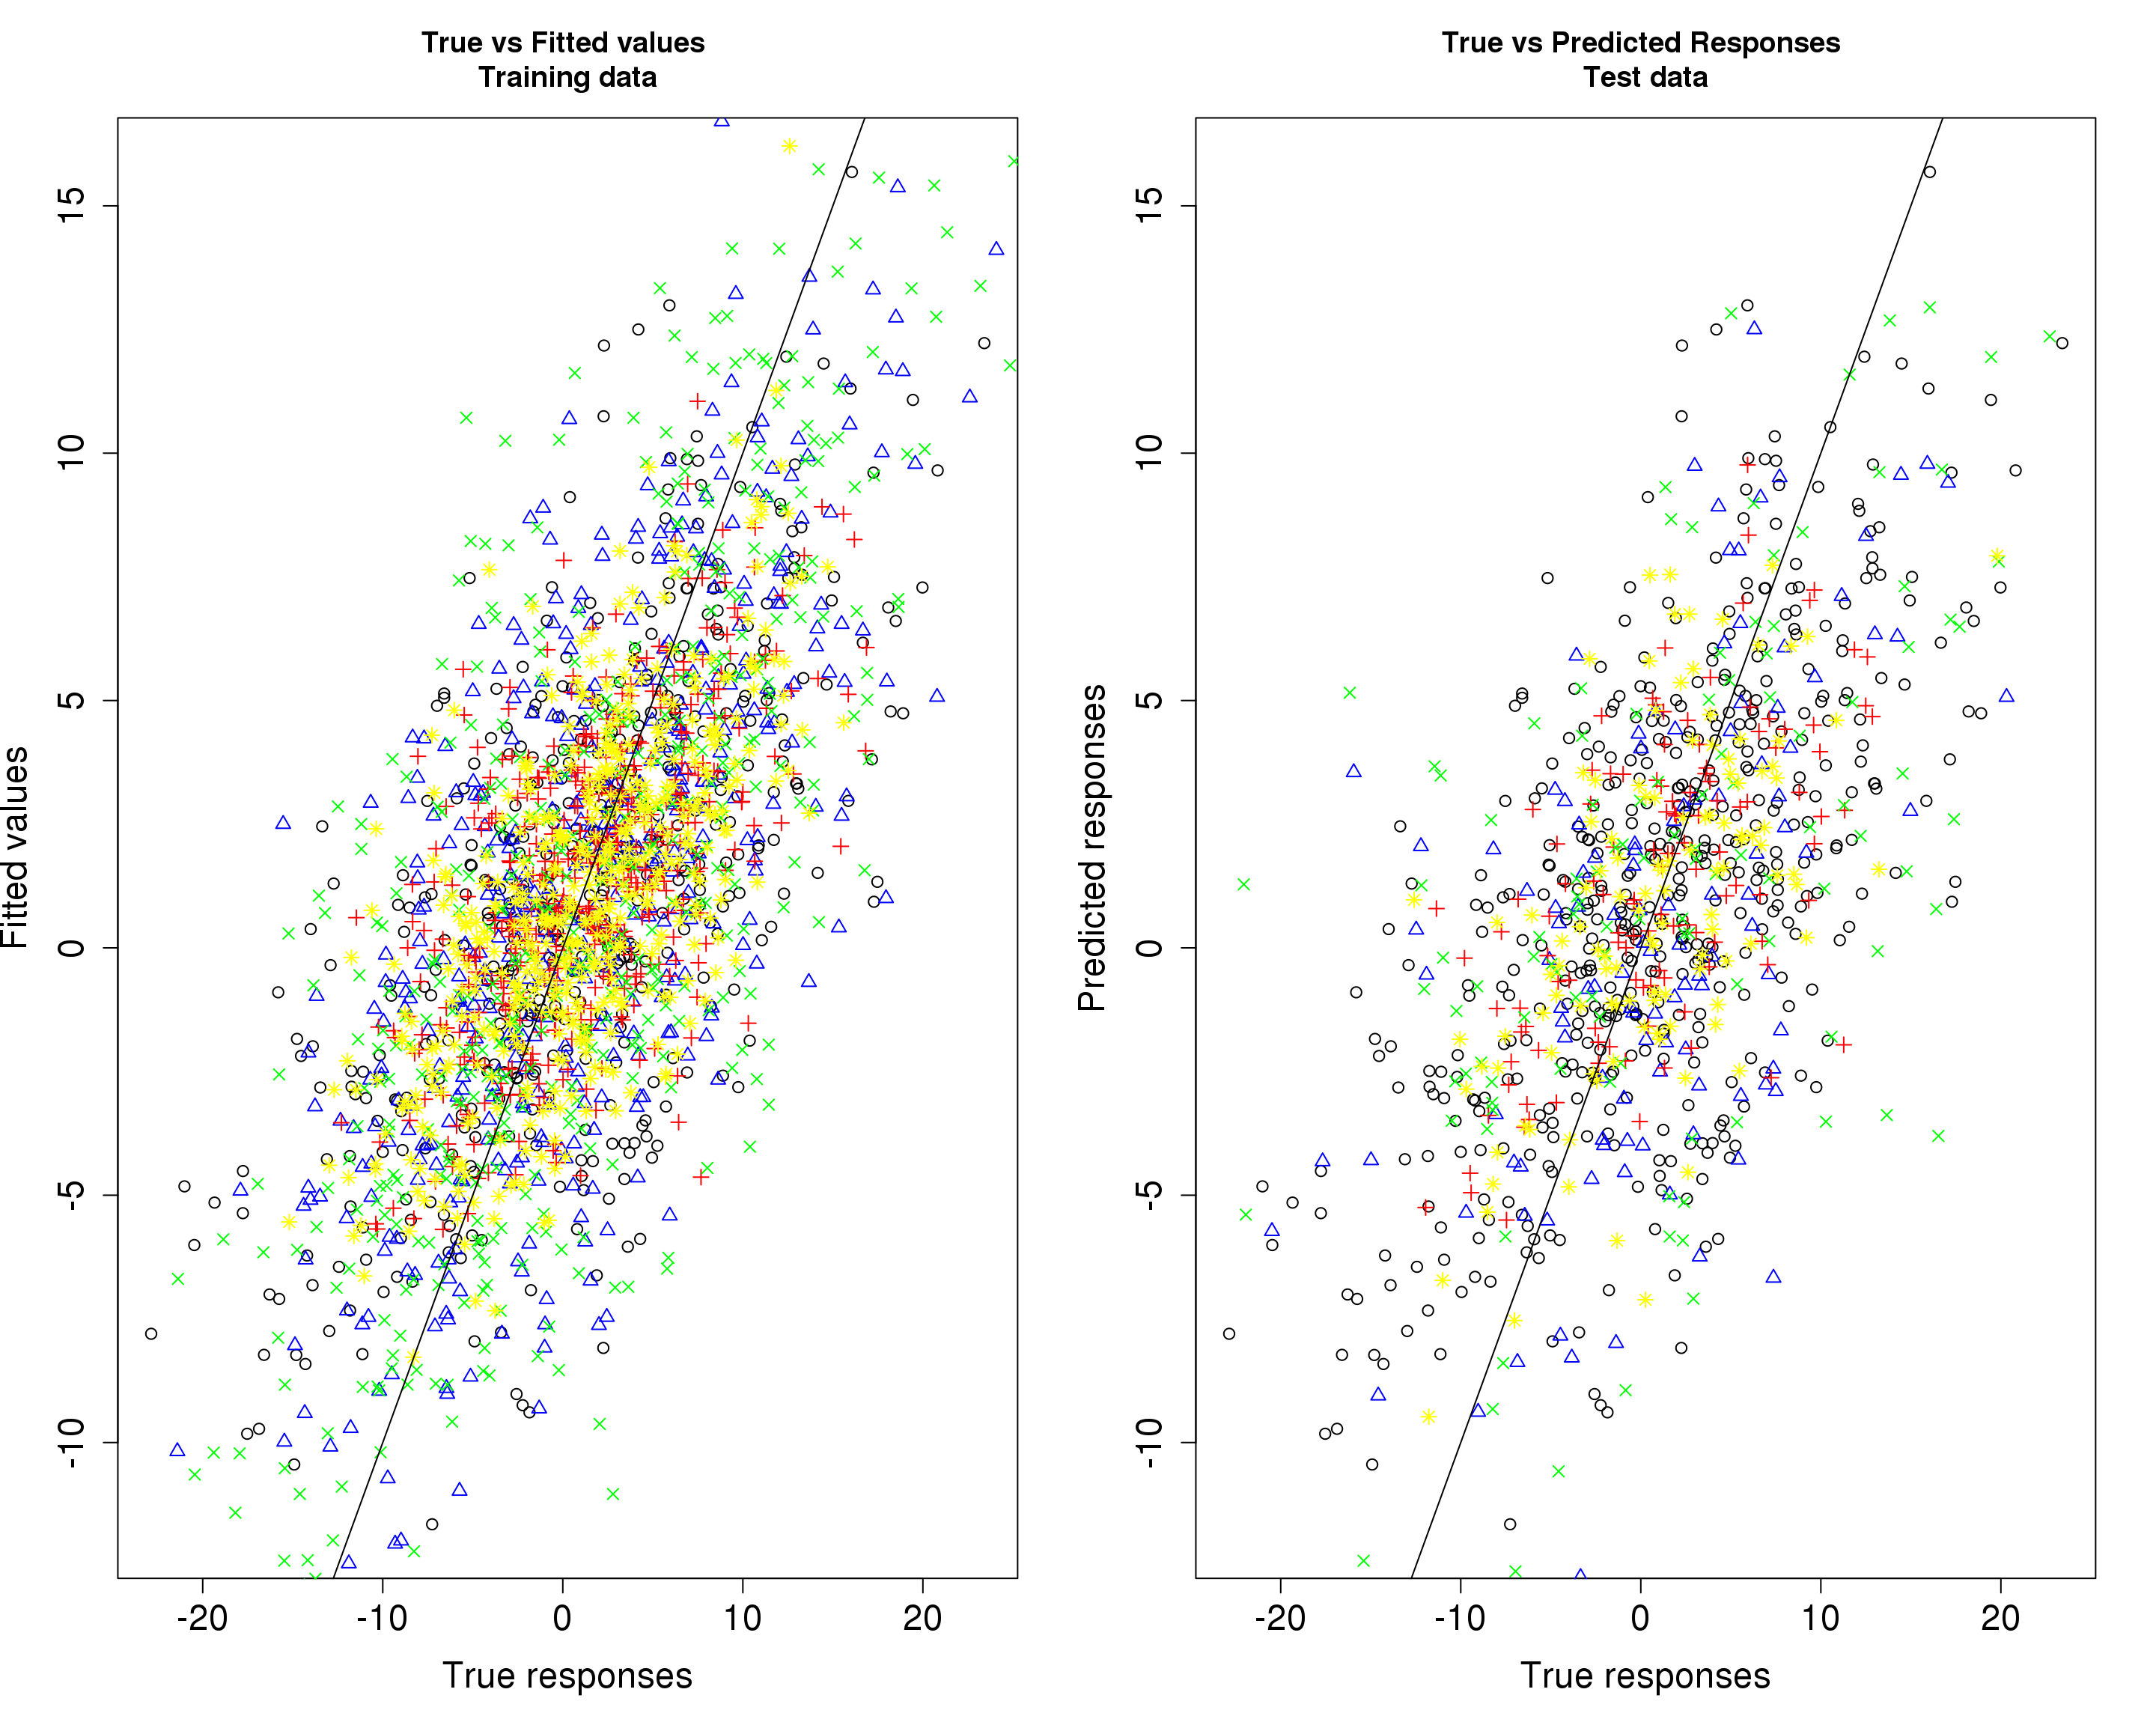 True vs Fitted values
Training data
Fitted values
15
10
5
0
-5
-10
-20 -10 0 10 20
True responses
True vs Predicted Responses
Test data
Predicted responses
15
10
5
0
-5
-10
-20 -10 0 10 20
True responses